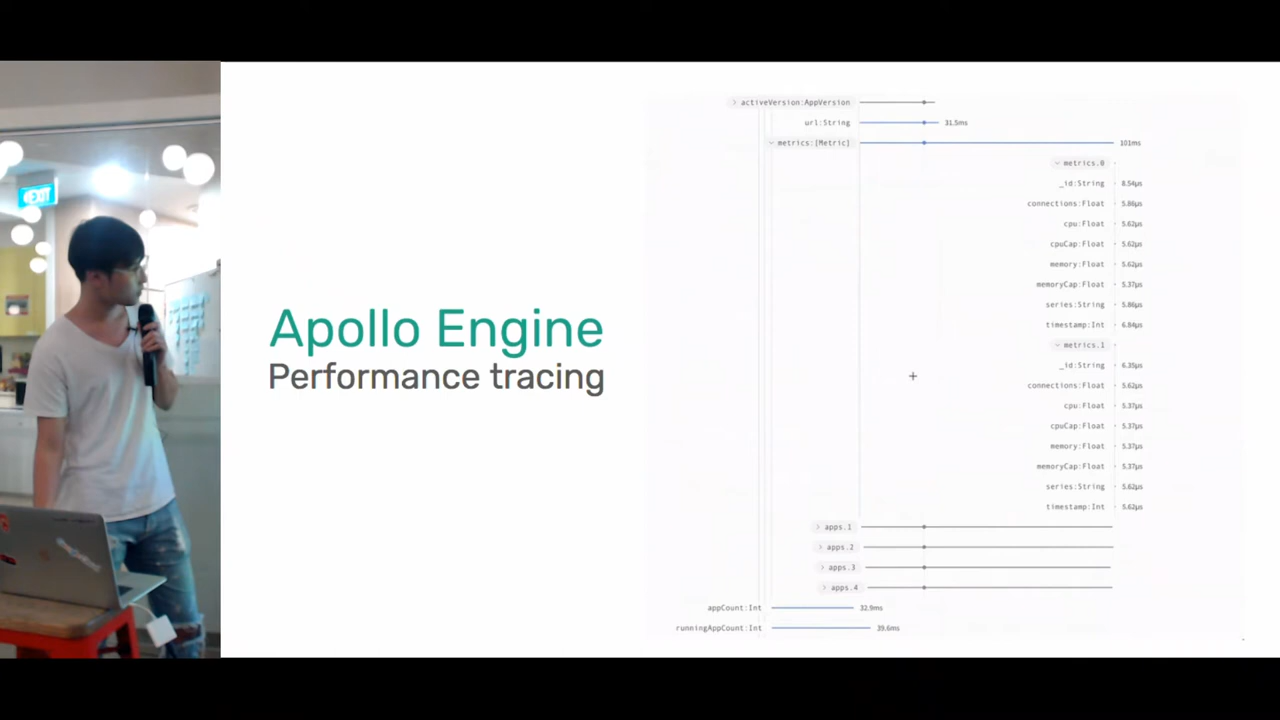 EXIT
Apollo Engine
Performance tracing
activeVersion:AppVersion
url:String 31.5ms
metrics:[Metric] 101ms
metrics.0
_id:String 8.54µs
connections:Float 5.86µs
cpu:Float 5.62µs
cpuCap:Float 5.62µs
memory:Float 5.62µs
memoryCap:Float 5.37µs
series:String 5.86µs
timestamp:Int 6.84µs
metrics.1
_id:String 6.35µs
connections:Float 5.62µs
cpu:Float 5.37µs
cpuCap:Float 5.37µs
memory:Float 5.37µs
memoryCap:Float 5.37µs
series:String 5.62µs
timestamp:Int 5.62µs
apps.1
apps.2
apps.3
apps.4
appCount:Int 32.9ms
runningAppCount:Int 39.6ms